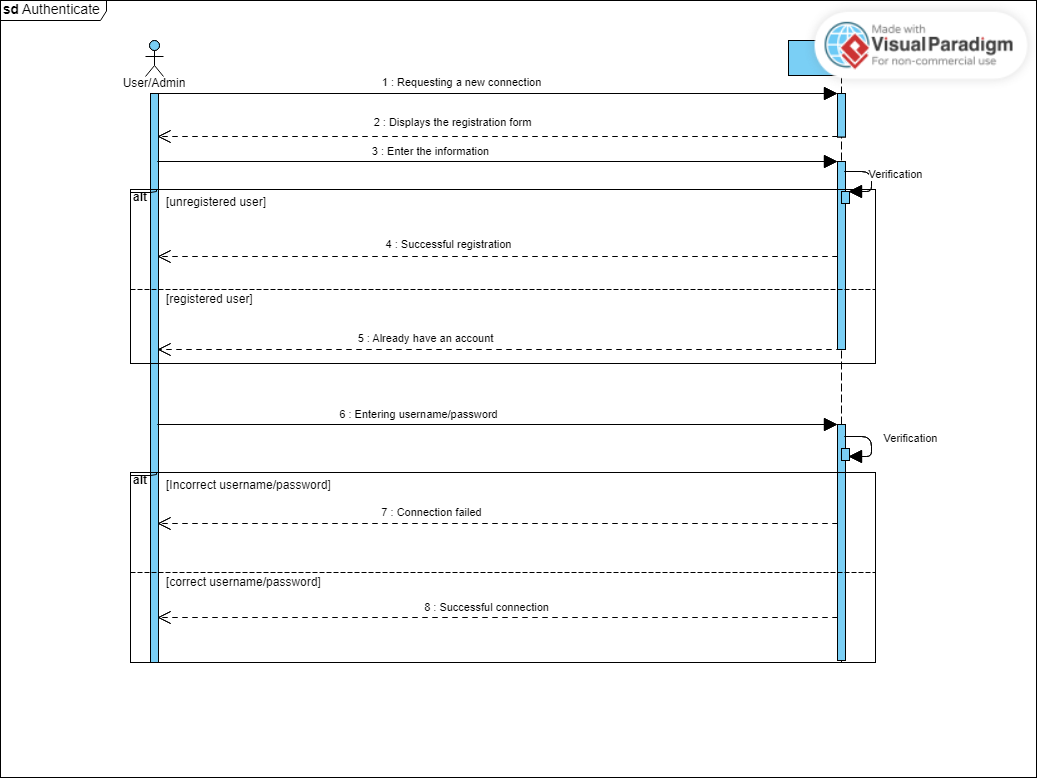 sd Authenticate
Made with
Visual Paradigm
For non-commercial use
User/Admin
1 : Requesting a new connection
2 : Displays the registration form
3 : Enter the information
Verification
alt
[unregistered user]
4 : Successful registration
[registered user]
5 : Already have an account
6 : Entering username/password
Verification
alt
[Incorrect username/password]
7 : Connection failed
[correct username/password]
8 : Successful connection